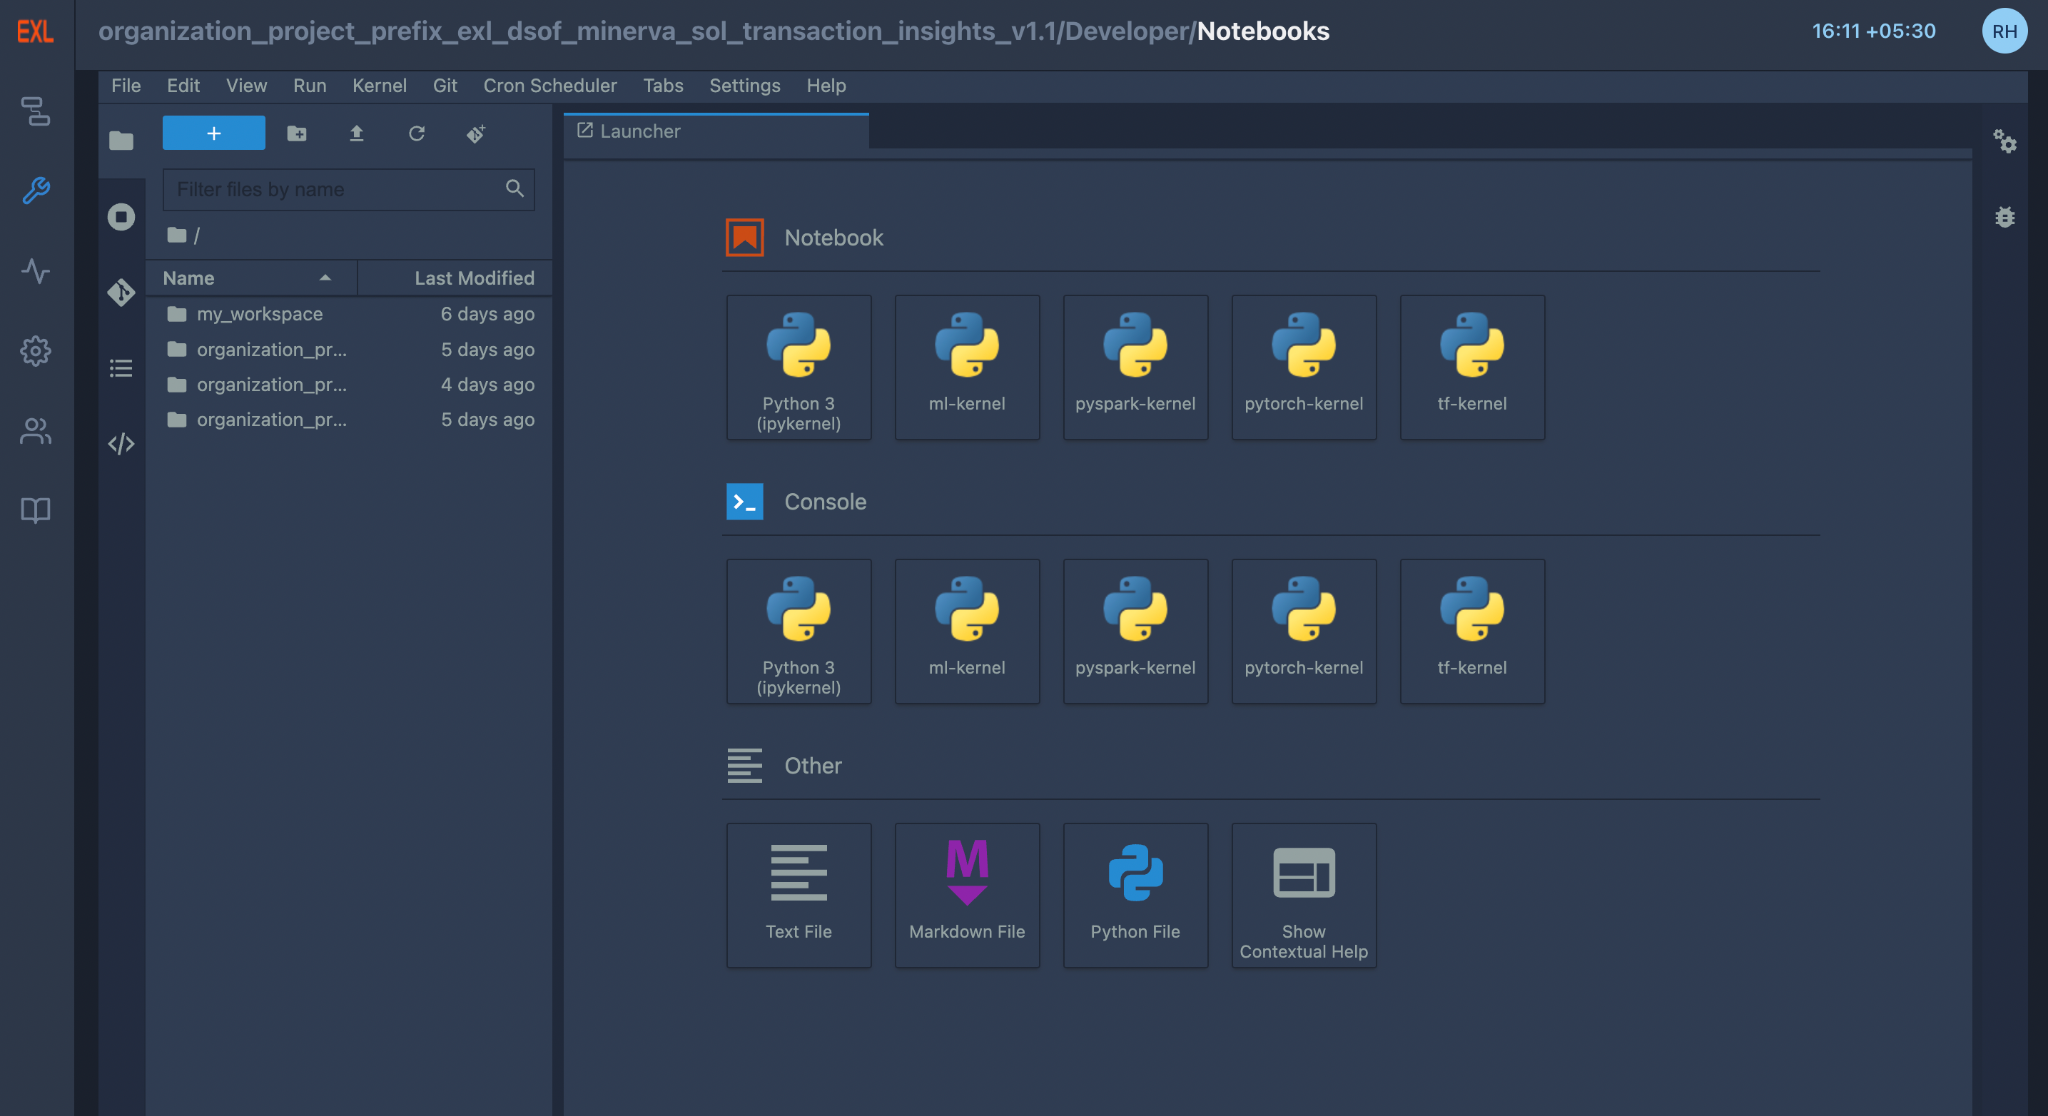 EXL
organization_project_prefix_exl_dsof_minerva_sol_transaction_insights_v1.1/Developer/Notebooks
16:11 +05:30
RH
File Edit View Run Kernel Git Cron Scheduler Tabs Settings Help
+
Launcher
Filter files by name
/
Name Last Modified
my_workspace 6 days ago
organization_pr... 5 days ago
organization_pr... 4 days ago
organization_pr... 5 days ago
Notebook
Python 3
(ipykernel)
ml-kernel
pyspark-kernel
pytorch-kernel
tf-kernel
Console
Python 3
(ipykernel)
ml-kernel
pyspark-kernel
pytorch-kernel
tf-kernel
Other
Text File
M
Markdown File
Python File
Show
Contextual Help